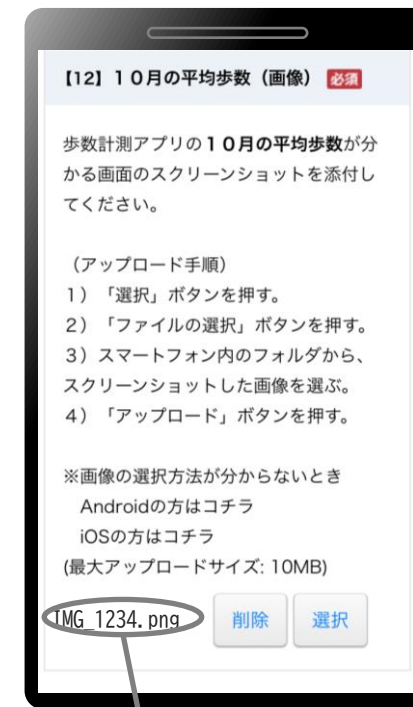 【12】１０月の平均歩数（画像） 必須
歩数計測アプリの１０月の平均歩数が分
かる画面のスクリーンショットを添付し
てください。
（アップロード手順）
１）「選択」ボタンを押す。
２）「ファイルの選択」ボタンを押す。
３）スマートフォン内のフォルダから、
スクリーンショットした画像を選ぶ。
４）「アップロード」ボタンを押す。
※画像の選択方法が分からないとき
Androidの方はコチラ
iOSの方はコチラ
(最大アップロードサイズ: 10MB)
IMG_1234.png 削除 選択